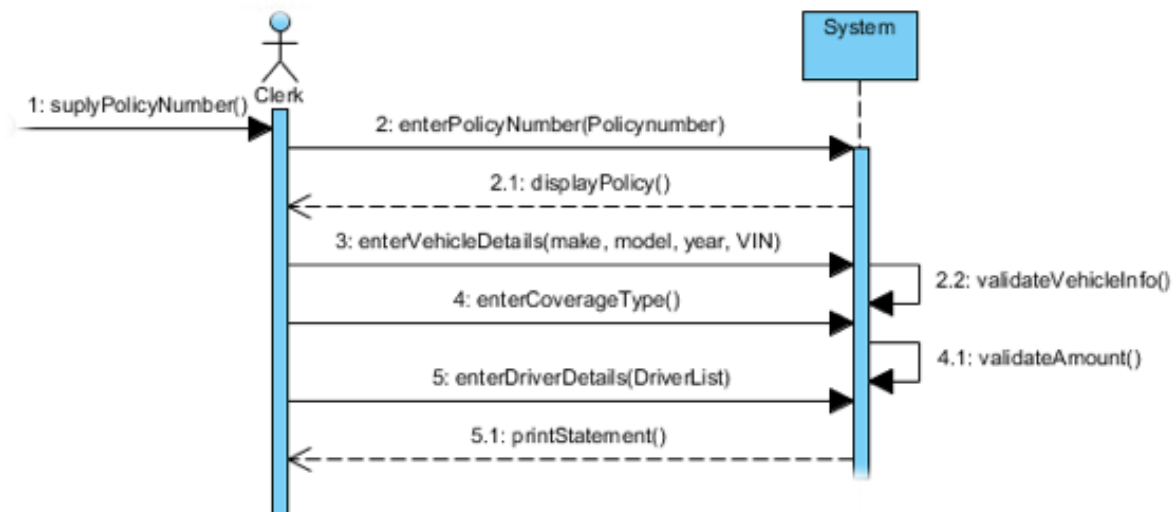 System
Clerk
1: suplyPolicyNumber()
2: enterPolicyNumber(Policynumber)
2.1: displayPolicy()
3: enterVehicleDetails(make, model, year, VIN)
2.2: validateVehicleInfo()
4: enterCoverageType()
4.1: validateAmount()
5: enterDriverDetails(DriverList)
5.1: printStatement()